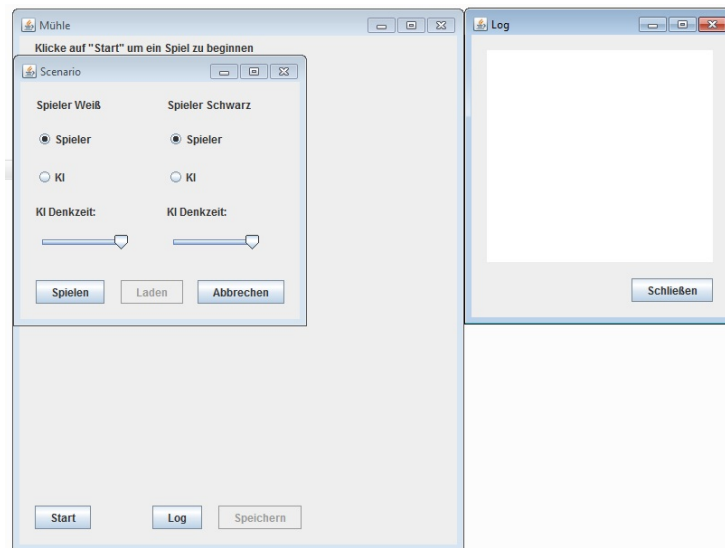 Mühle
Klicke auf "Start" um ein Spiel zu beginnen
Scenario
Spieler Weiß Spieler Schwarz
Spieler Spieler
KI KI
KI Denkzeit: KI Denkzeit:
Spielen Laden Abbrechen
Start Log Speichern
Log
Schließen